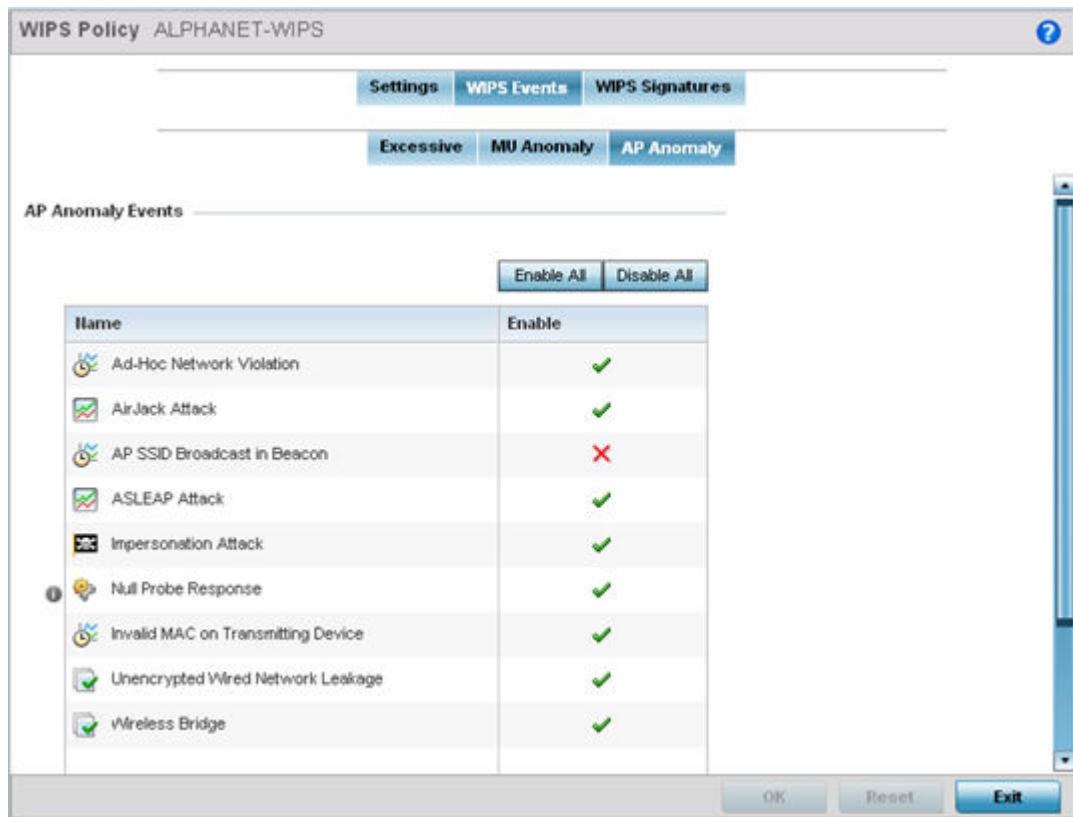 WIPS Policy ALPHANET-WIPS
Settings WIPS Events WIPS Signatures
Excessive MU Anomaly AP Anomaly
AP Anomaly Events
Enable All Disable All
Name Enable
Ad-Hoc Network Violation
AirJack Attack
AP SSID Broadcast in Beacon
ASLEAP Attack
Impersonation Attack
Null Probe Response
Invalid MAC on Transmitting Device
Unencrypted Wired Network Leakage
Wireless Bridge
OK Reset Exit